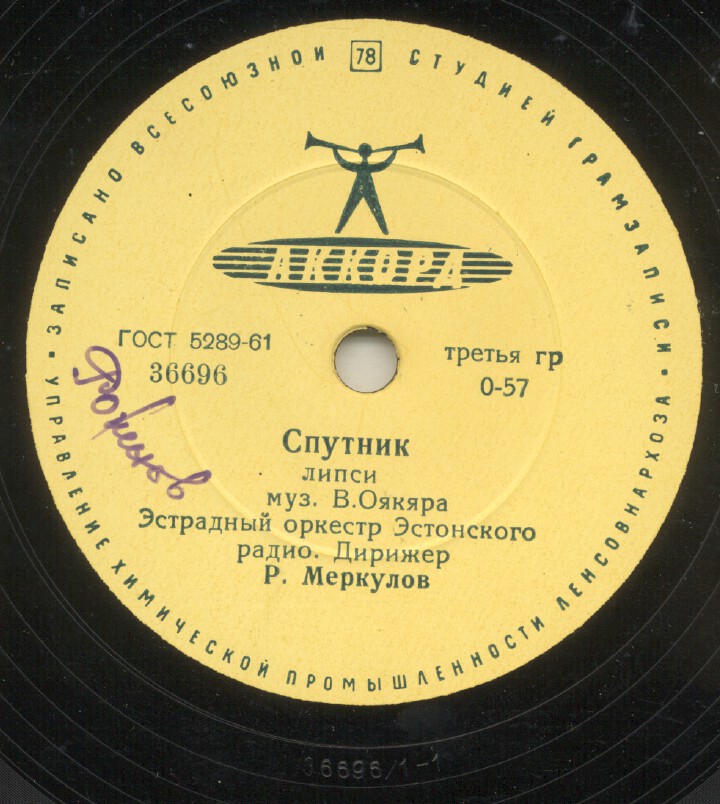 ЗАПИСАНО ВСЕСОЮЗНОЙ 78 СТУДИЕЙ ГРАМЗАПИСИ
АККОРД
ГОСТ 5289-61
36696
третья гр
0-57
Спутник
липси
муз. В.Оякяра
Эстрадный оркестр Эстонского
радио. Дирижер
Р. Меркулов
УПРАВЛЕНИЕ ХИМИЧЕСКОЙ ПРОМЫШЛЕННОСТИ ЛЕНСОВНАРХОЗА
36696/1-1